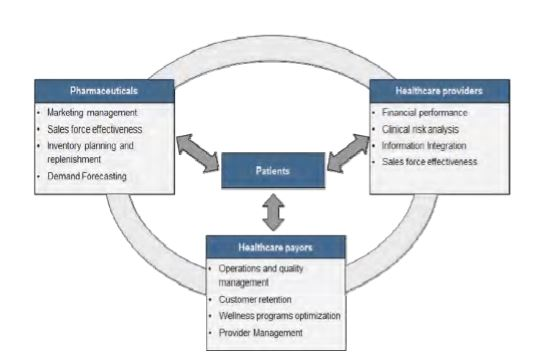 Pharmaceuticals
• Marketing management
• Sales force effectiveness
• Inventory planning and
replenishment
• Demand Forecasting
Healthcare providers
• Financial performance
• Clinical risk analysis
• Information Integration
• Sales force effectiveness
Patients
Healthcare payors
• Operations and quality
management
• Customer retention
• Wellness programs optimization
• Provider Management